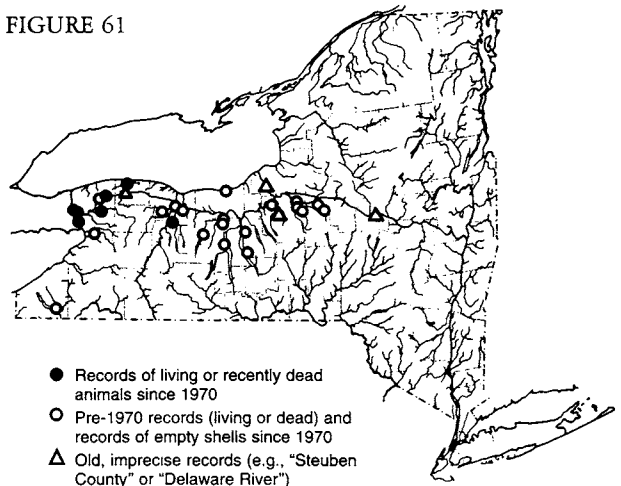 FIGURE 61
● Records of living or recently dead
animals since 1970
○ Pre-1970 records (living or dead) and
records of empty shells since 1970
△ Old, imprecise records (e.g., "Steuben
County" or "Delaware River")